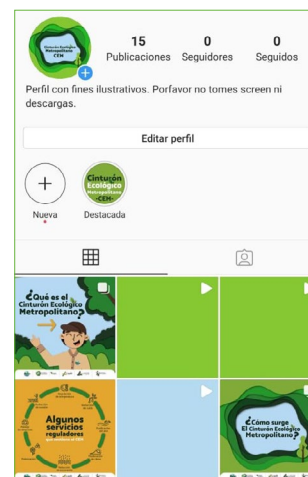 Cinturón Ecológico
Metropolitano
CEM
15 0 0
Publicaciones Seguidores Seguidos
Perfil con fines ilustrativos. Porfavor no tomes screen ni
descargas.
Editar perfil
Cinturón
Ecológico
Metropolitano
-CEM-
Nueva Destacada
¿Qué es el
Cinturón Ecológico
Metropolitano?
Algunos
servicios
reguladores
¿Cómo surge
El Cinturón Ecológico
Metropolitano?